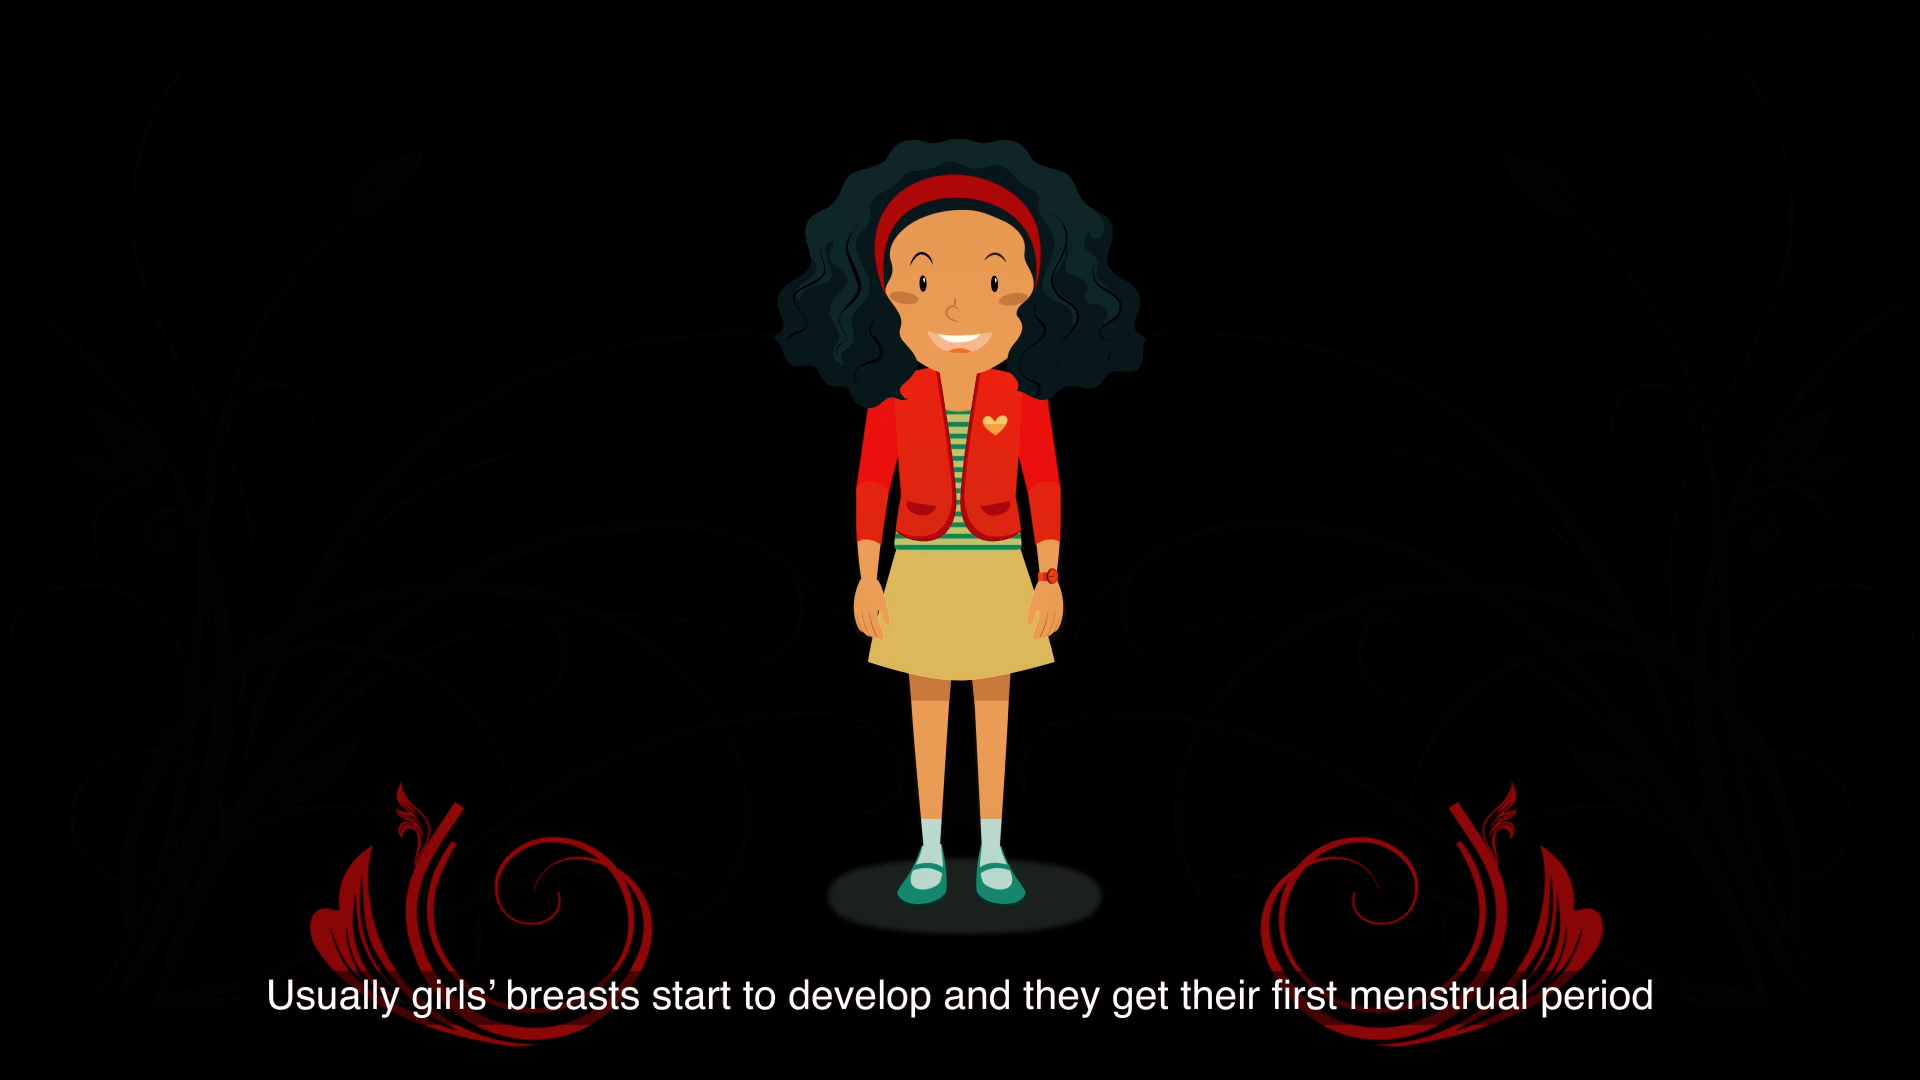 Usually girls’ breasts start to develop and they get their first menstrual period